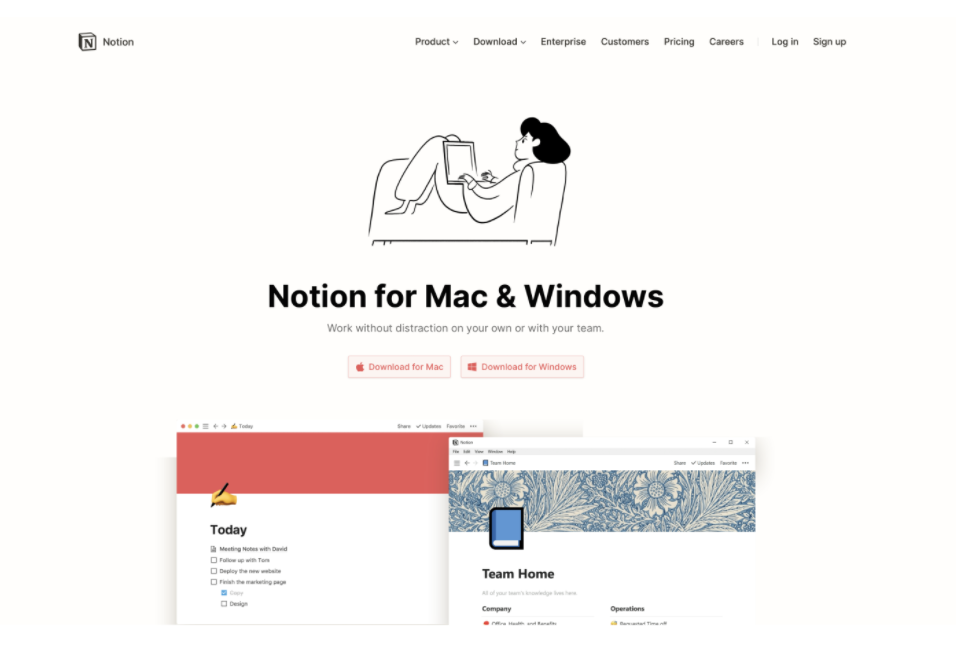 Notion Product Download Enterprise Customers Pricing Careers Log in Sign up
Notion for Mac & Windows
Work without distraction on your own or with your team.
Download for Mac Download for Windows
Today Share Updates Favorite •••
Today
Meeting Notes with David
Follow up with Tom
Deploy the new website
Finish the marketing page
Design
Notion
File Edit View Window Help
Team Home Share Updates Favorite •••
Team Home
All of your team's knowledge lives here.
Company Operations
Office, Health, and Benefits Requested Time off